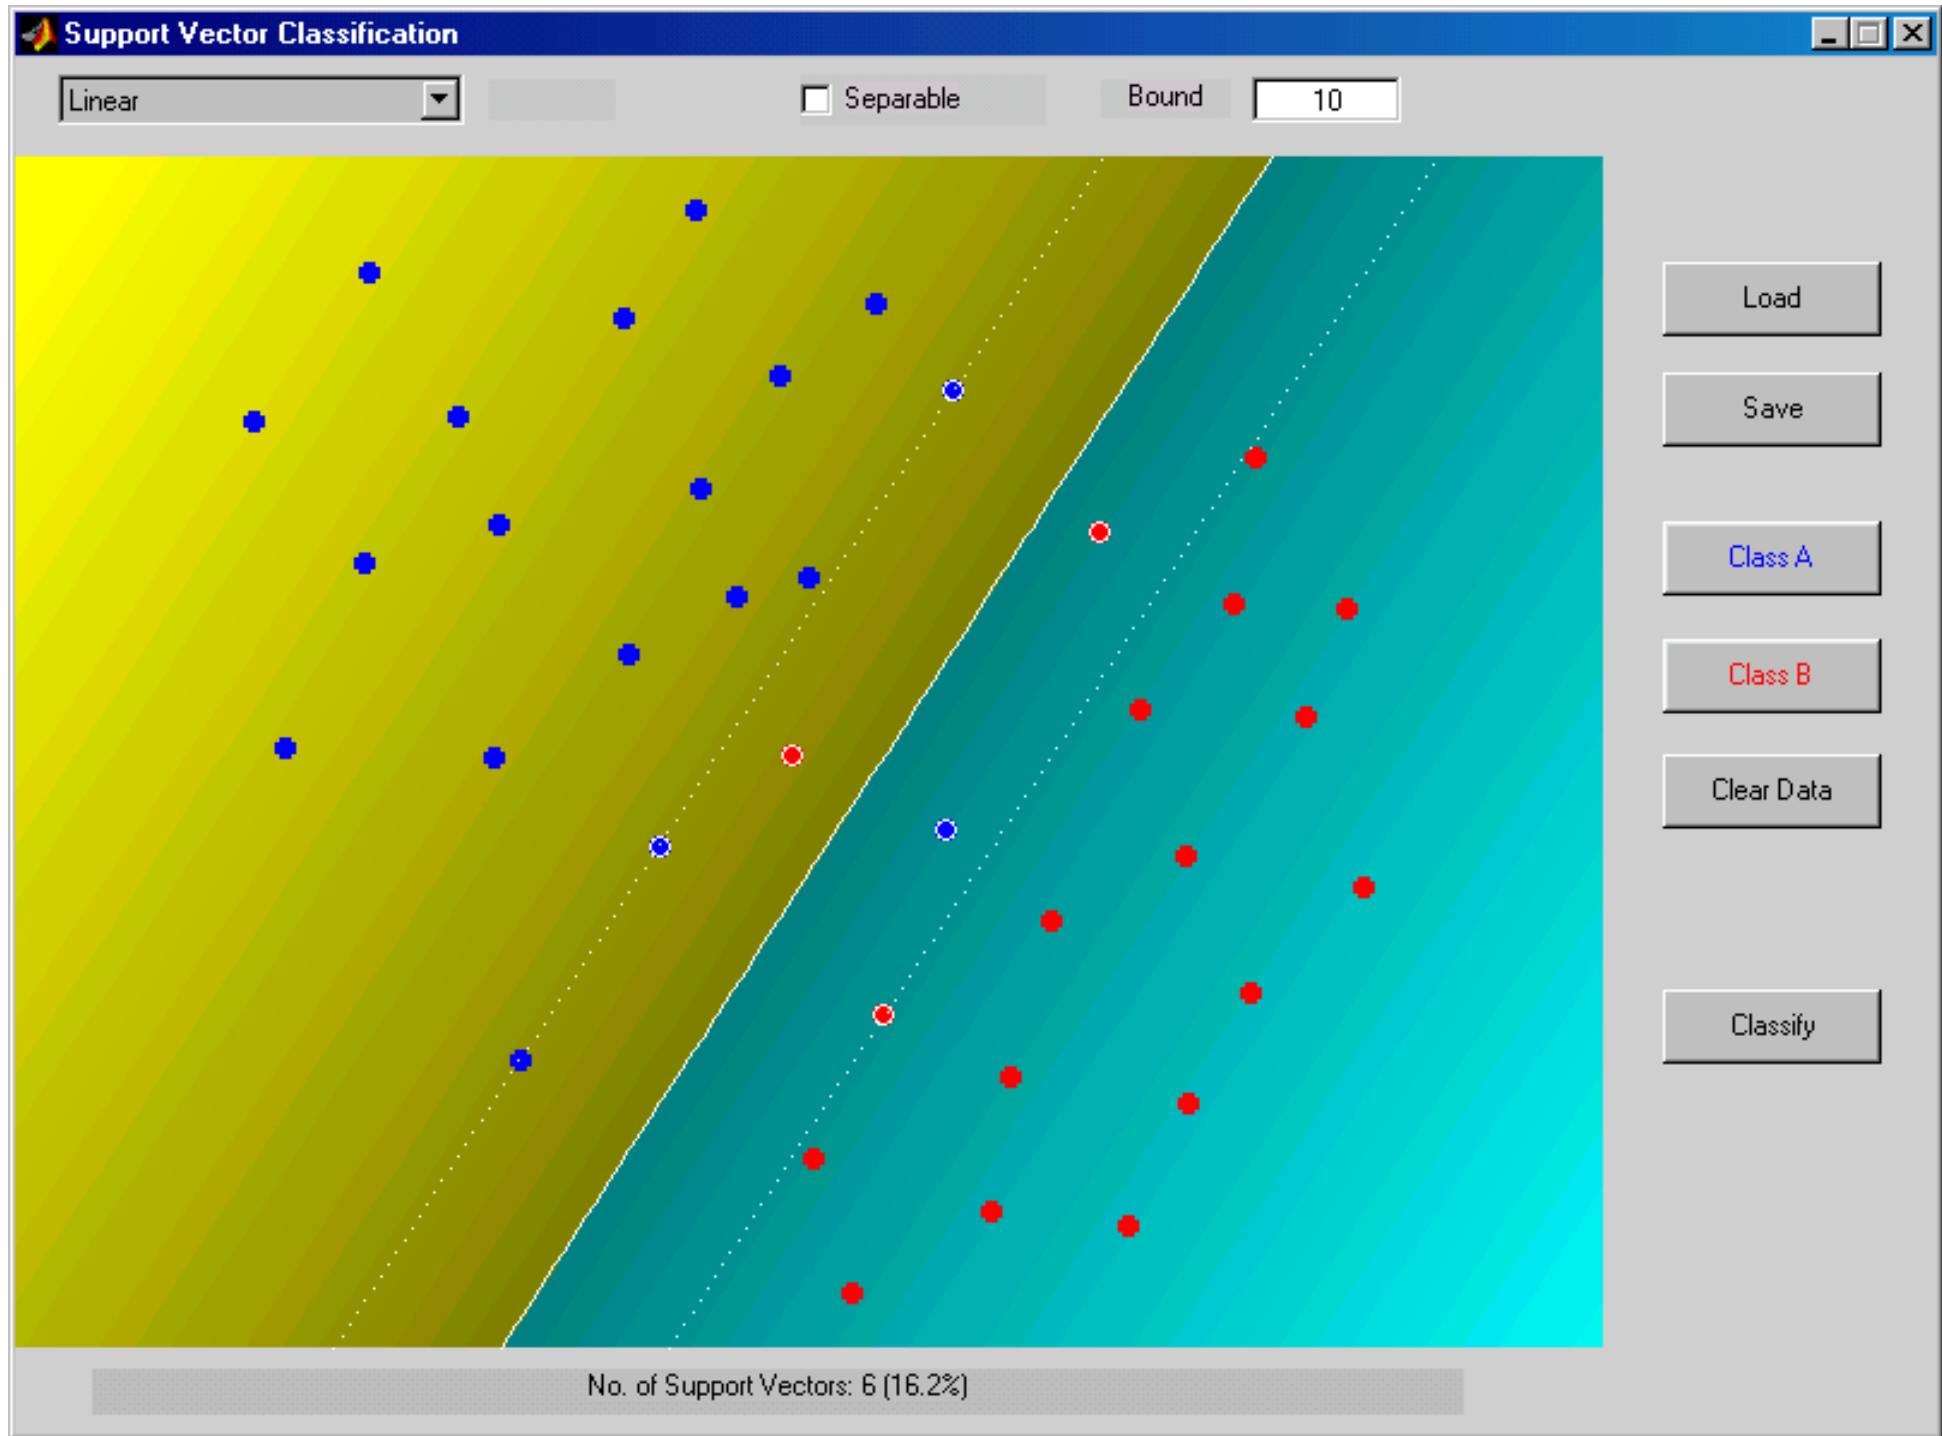 Support Vector Classification
Linear
Separable
Bound
10
Load
Save
Class A
Class B
Clear Data
Classify
No. of Support Vectors: 6 (16.2%)